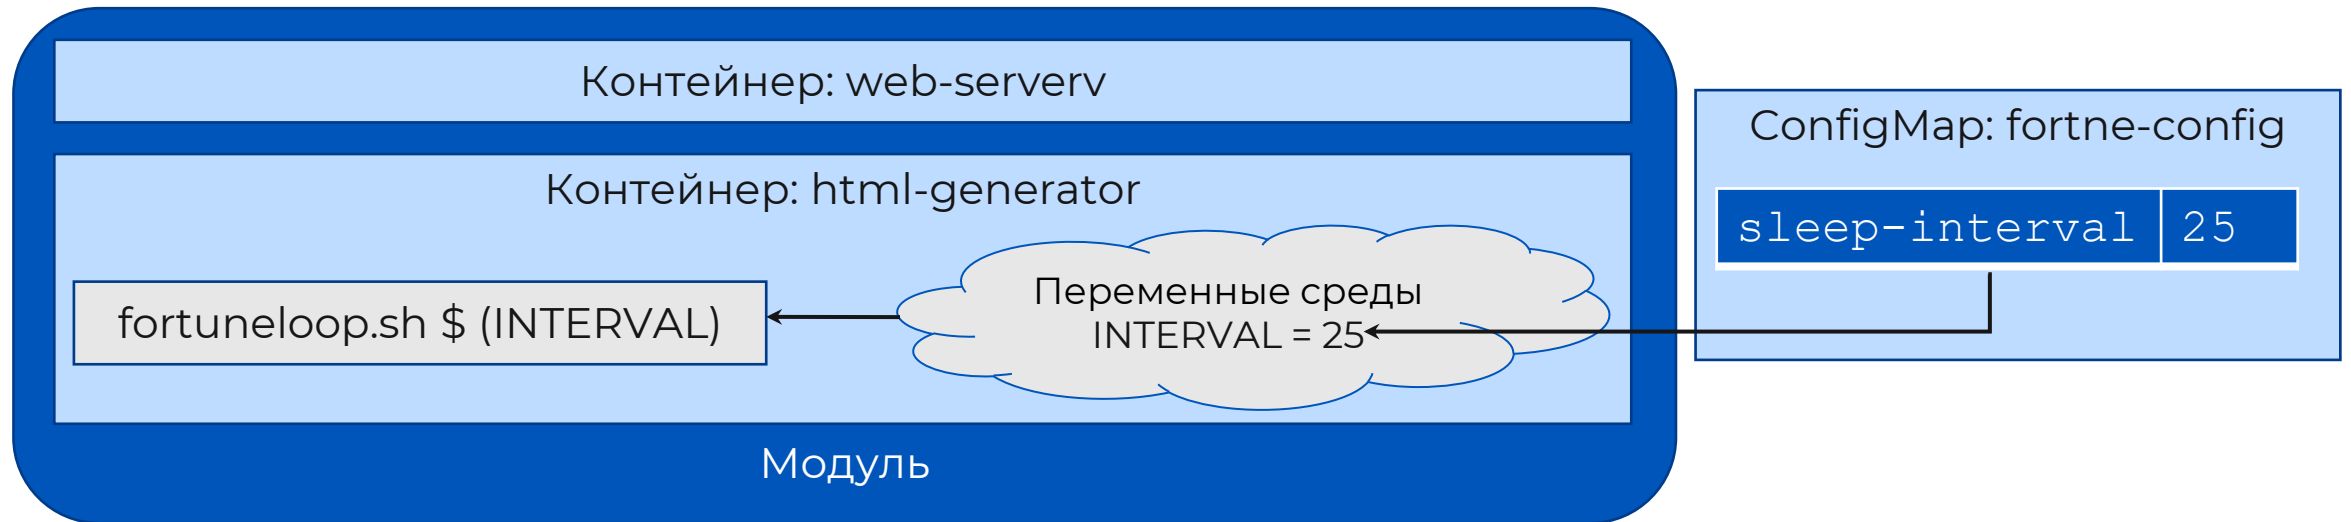 Контейнер: web-serverv
ConfigMap: fortne-config
Контейнер: html-generator
sleep-interval 25
Переменные среды
INTERVAL = 25
fortuneloop.sh $ (INTERVAL)
Модуль